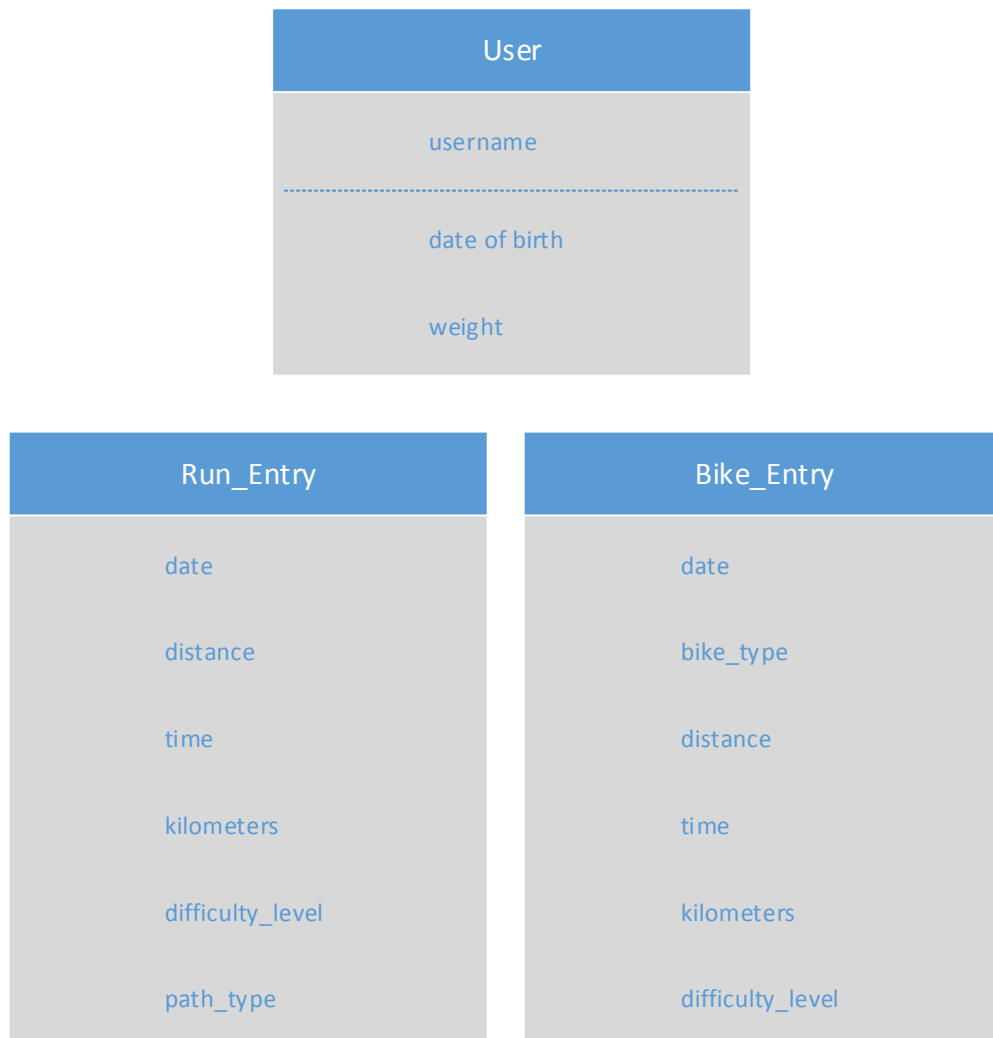 User
username
date of birth
weight
Run_Entry
date
distance
time
kilometers
difficulty_level
path_type
Bike_Entry
date
bike_type
distance
time
kilometers
difficulty_level